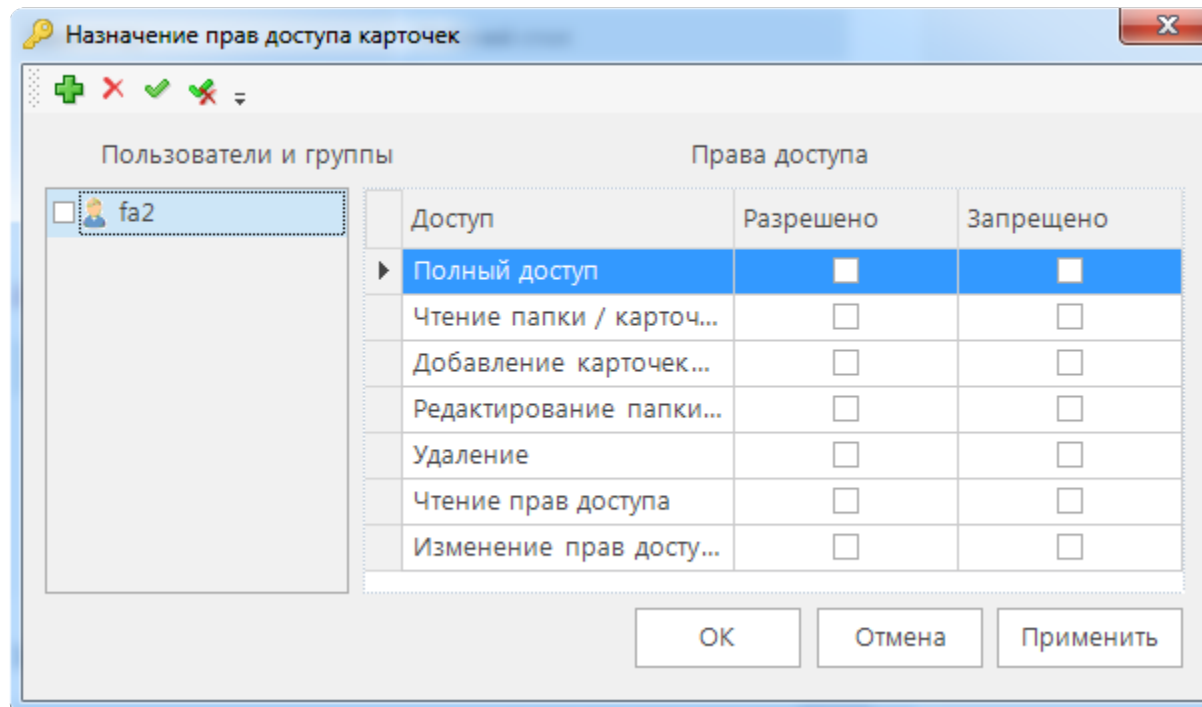 Назначение прав доступа карточек
Пользователи и группы
Права доступа
fa2
Доступ Разрешено Запрещено
Полный доступ
Чтение папки / карточ...
Добавление карточек...
Редактирование папки...
Удаление
Чтение прав доступа
Изменение прав досту...
ОК Отмена Применить